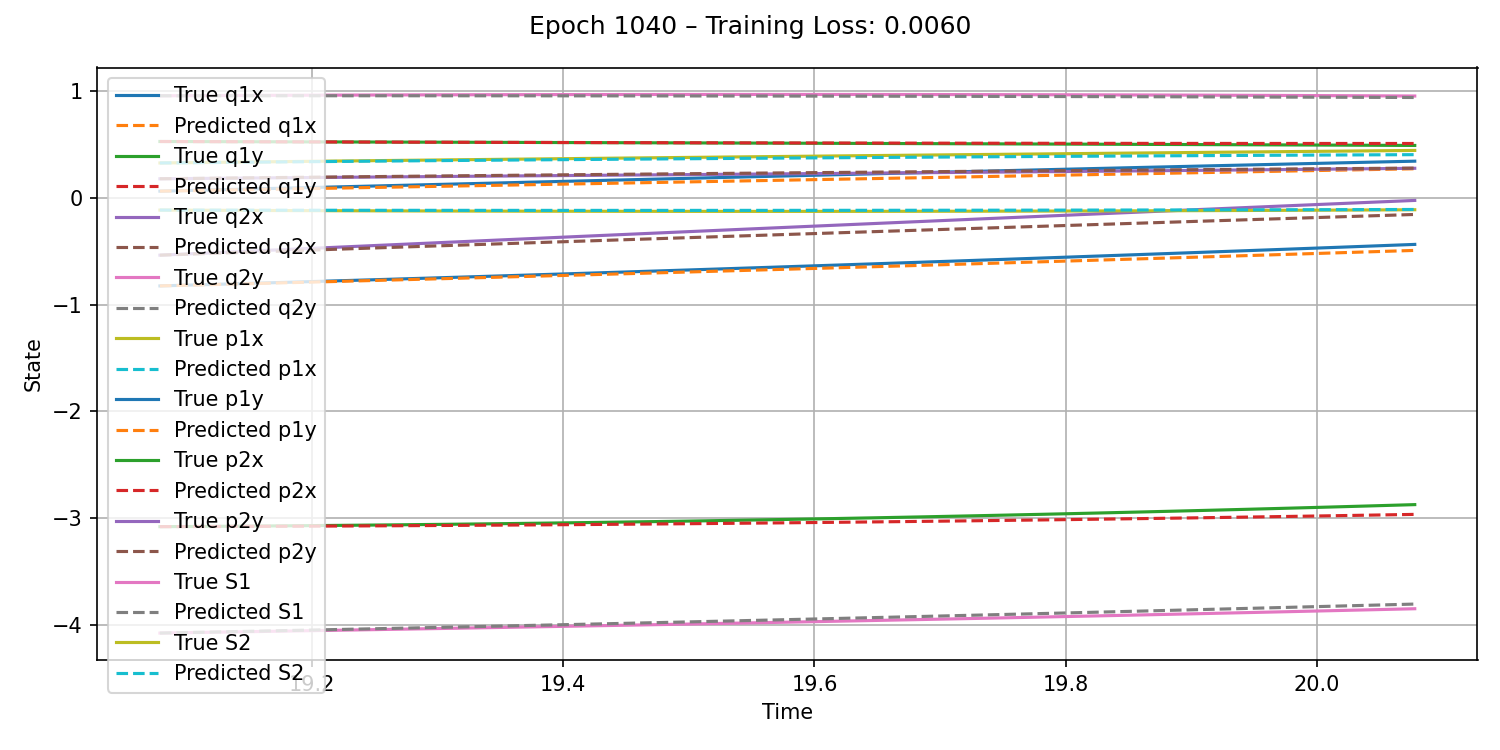 Epoch 1040 – Training Loss: 0.0060
1
0
−1
−2
−3
−4
State
True q1x
Predicted q1x
True q1y
Predicted q1y
True q2x
Predicted q2x
True q2y
Predicted q2y
True p1x
Predicted p1x
True p1y
Predicted p1y
True p2x
Predicted p2x
True p2y
Predicted p2y
True S1
Predicted S1
True S2
Predicted S2
19.2 19.4 19.6 19.8 20.0
Time